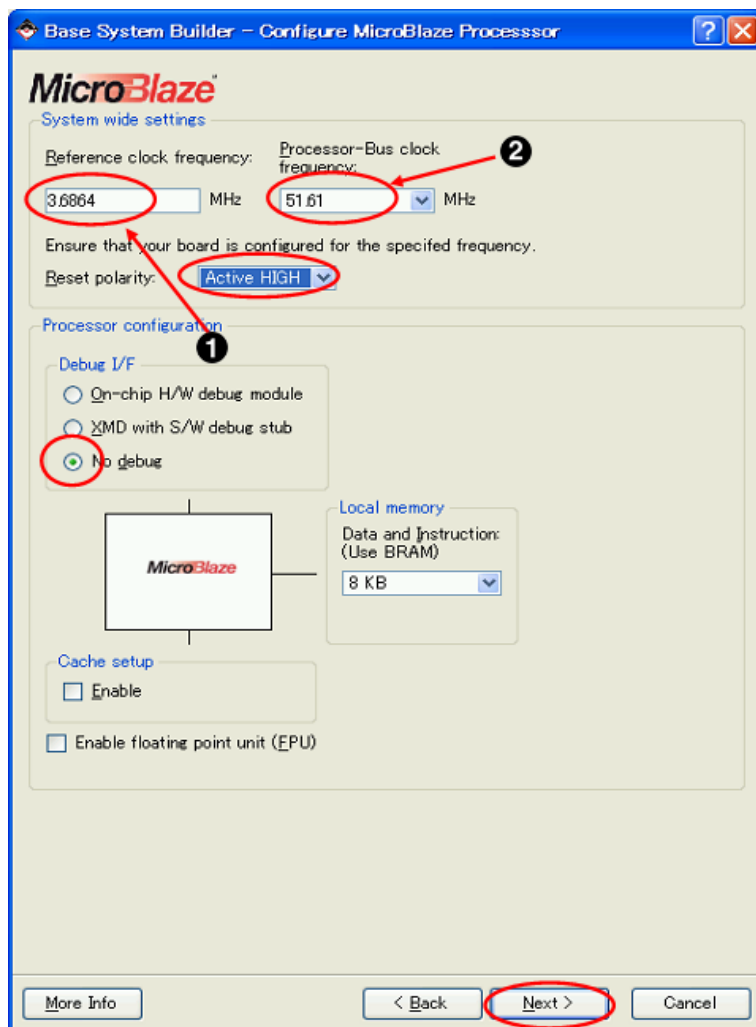 Base System Builder - Configure MicroBlaze Processsor
MicroBlaze
System wide settings
Reference clock frequency:
Processor-Bus clock
frequency:
3.6864
MHz
51.61
MHz
❷
Ensure that your board is configured for the specifed frequency.
Reset polarity:
Active HIGH
❶
Processor configuration
Debug I/F
On-chip H/W debug module
XMD with S/W debug stub
No debug
Local memory
Data and Instruction:
(Use BRAM)
8 KB
MicroBlaze
Cache setup
Enable
Enable floating point unit (FPU)
More Info
< Back
Next >
Cancel